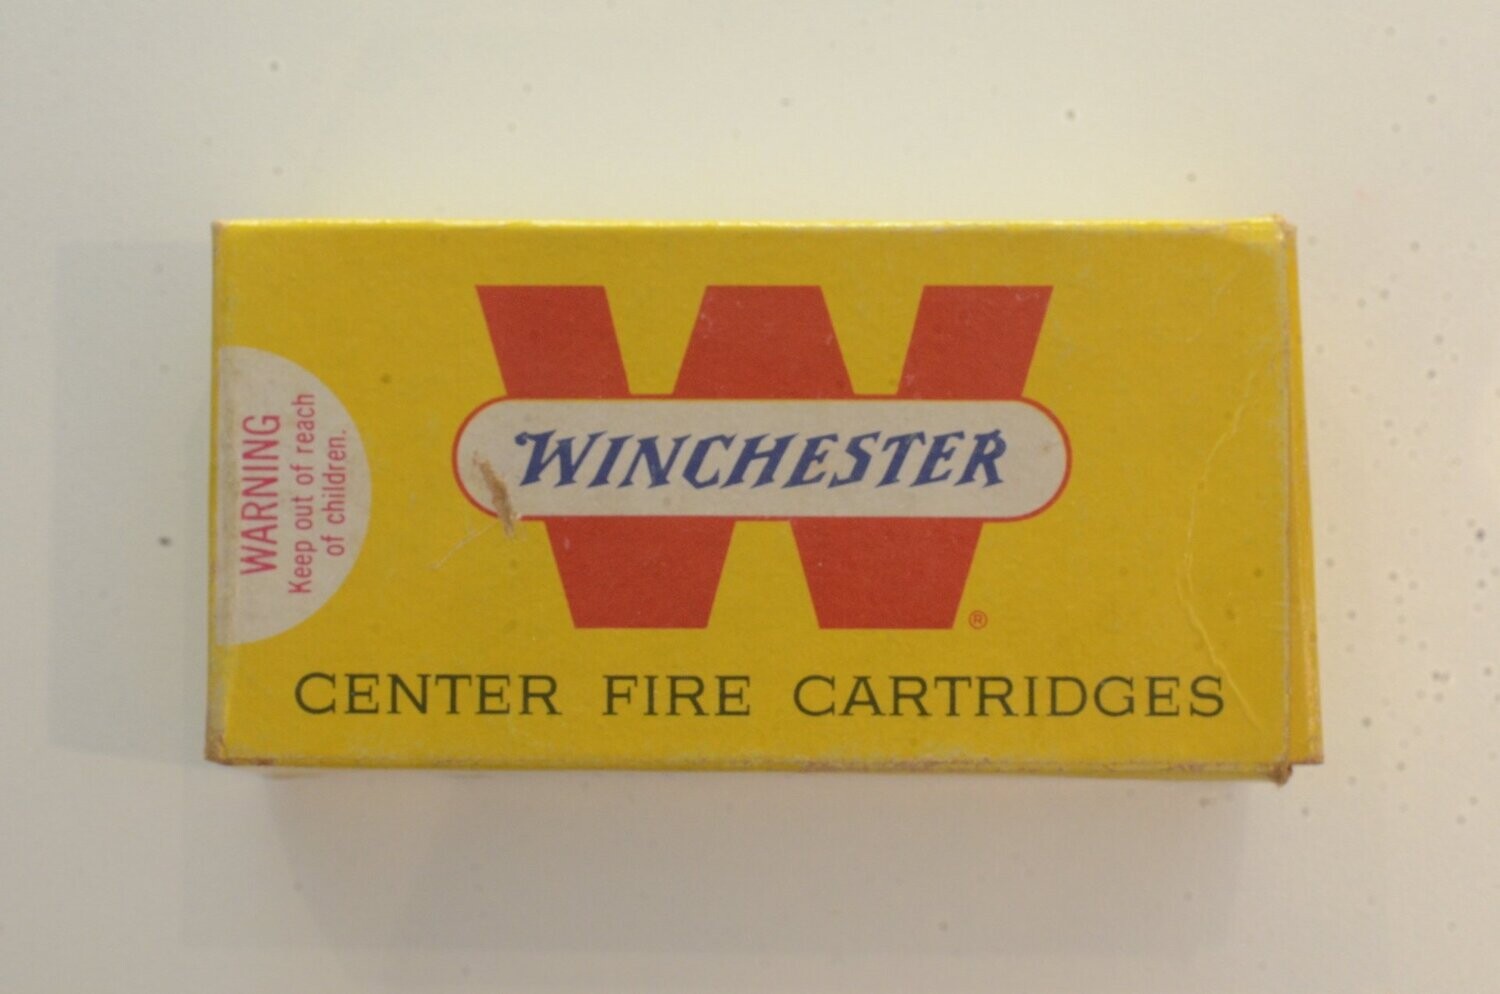 WARNING
Keep out of reach
of children.
W
WINCHESTER
®
CENTER FIRE CARTRIDGES